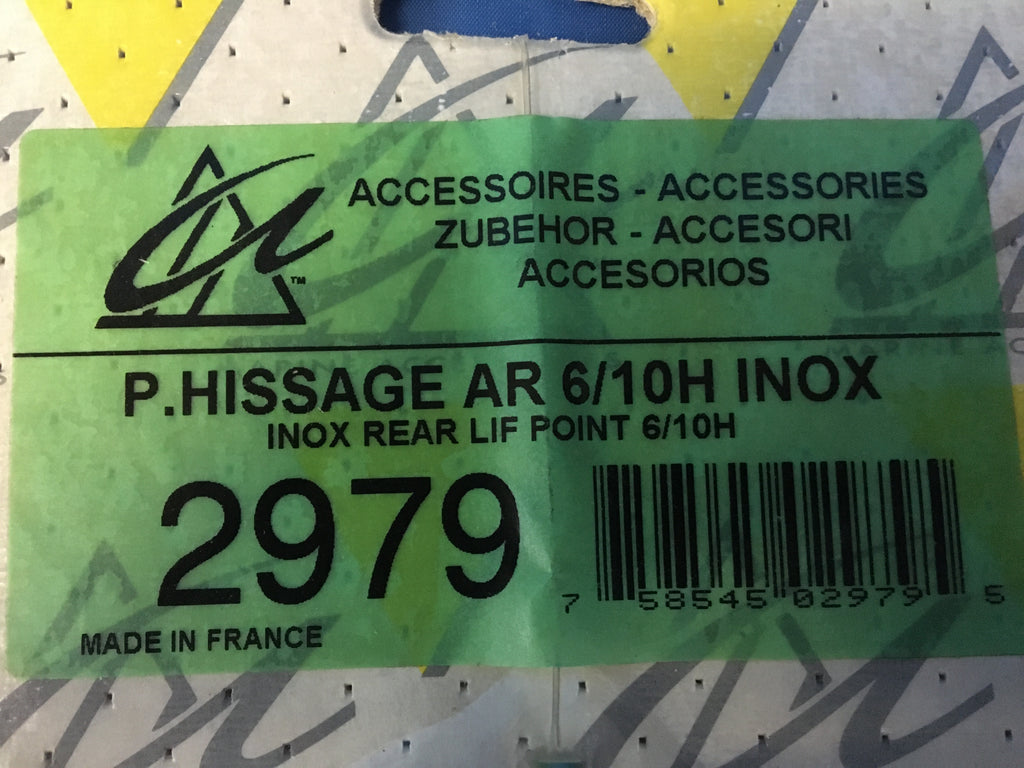 ACCESSOIRES - ACCESSORIES
ZUBEHOR - ACCESORI
ACCESORIOS
TM
P.HISSAGE AR 6/10H INOX
INOX REAR LIF POINT 6/10H
2979
7 58545 02979 5
MADE IN FRANCE